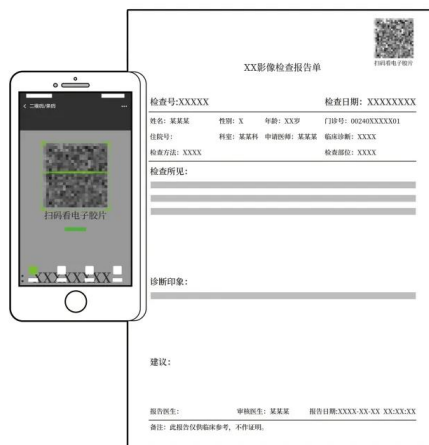 扫码看电子胶片
XX影像检查报告单
检查号:XXXXX 检查日期：XXXXXXXX
姓名：某某某 性别：X 年龄：XX岁 门诊号：00240XXXXX01
住院号： 科室：某某科 申请医师：某某某 临床诊断：XXXX
检查方法：XXXX 检查部位：XXXX
检查所见：
诊断印象：
建议：
报告医生： 审核医生：某某某 报告日期:XXXX-XX-XX XX:XX:XX
备注：此报告仅供临床参考，不作证明。
二维码/条码
扫码看电子胶片
：XXXXXXXX